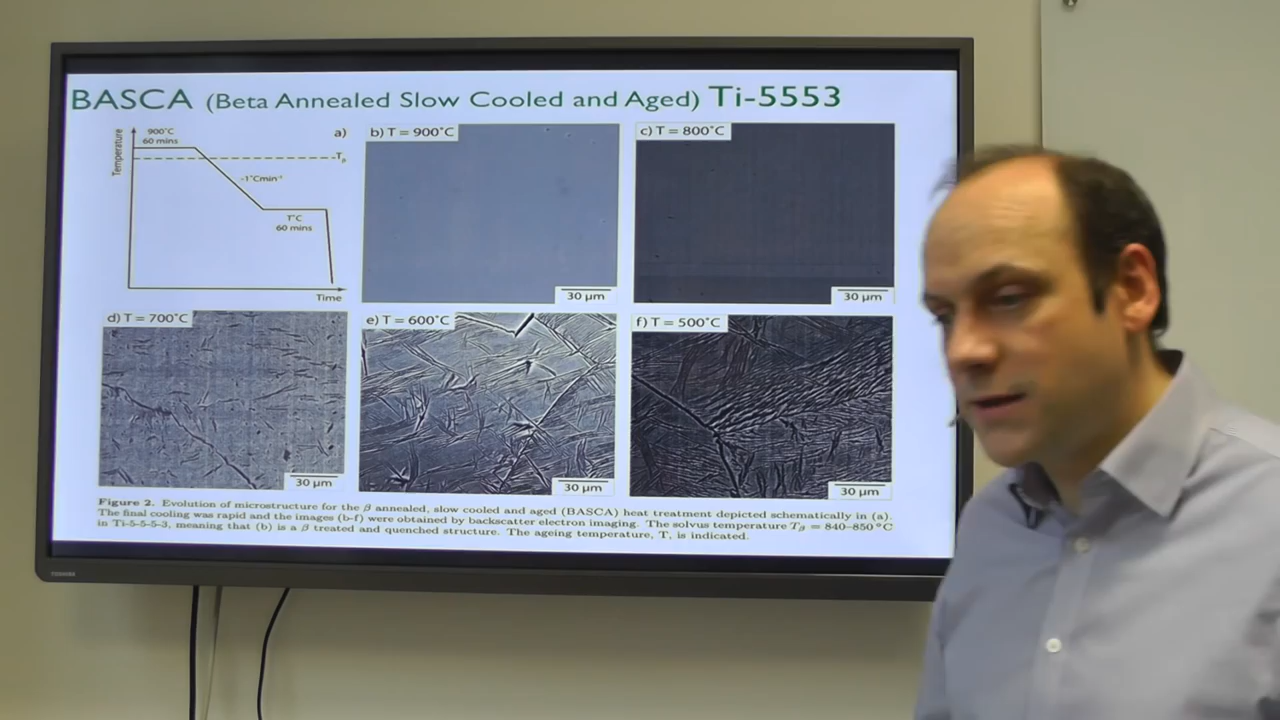 BASCA (Beta Annealed Slow Cooled and Aged) Ti-5553
900°C
60 mins
a)
Temperature
Tβ
-1°Cmin⁻¹
T°C
60 mins
Time
b) T = 900°C
30 µm
c) T = 800°C
30 µm
d) T = 700°C
30 µm
e) T = 600°C
30 µm
f) T = 500°C
30 µm
Figure 2. Evolution of microstructure for the β annealed, slow cooled and aged (BASCA) heat treatment depicted schematically in (a).
The final cooling was rapid and the images (b-f) were obtained by backscatter electron imaging. The solvus temperature Tβ = 840–850 °C
in Ti-5-5-5-3, meaning that (b) is a β treated and quenched structure. The ageing temperature, T, is indicated.
TOSHIBA